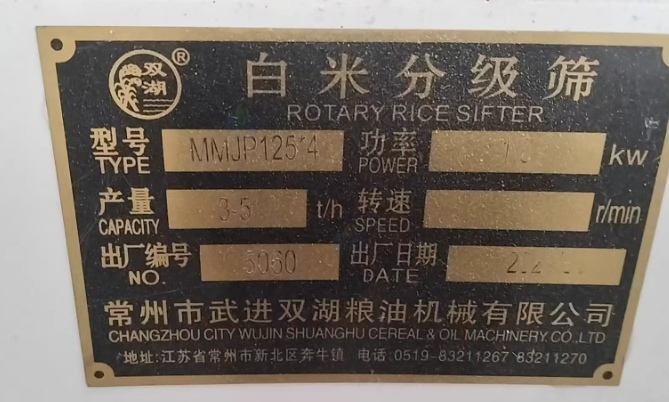 双湖®
白米分级筛
ROTARY RICE SIFTER
型号 MMJP125*4 功率 kw
TYPE POWER
产量 3-5 t/h 转速 r/min
CAPACITY SPEED
出厂编号 5060 出厂日期
NO. DATE
常州市武进双湖粮油机械有限公司
CHANGZHOU CITY WUJIN SHUANGHU CEREAL & OIL MACHINERY CO.,LTD
地址:江苏省常州市新北区奔牛镇 电话:0519-83211267 83211270